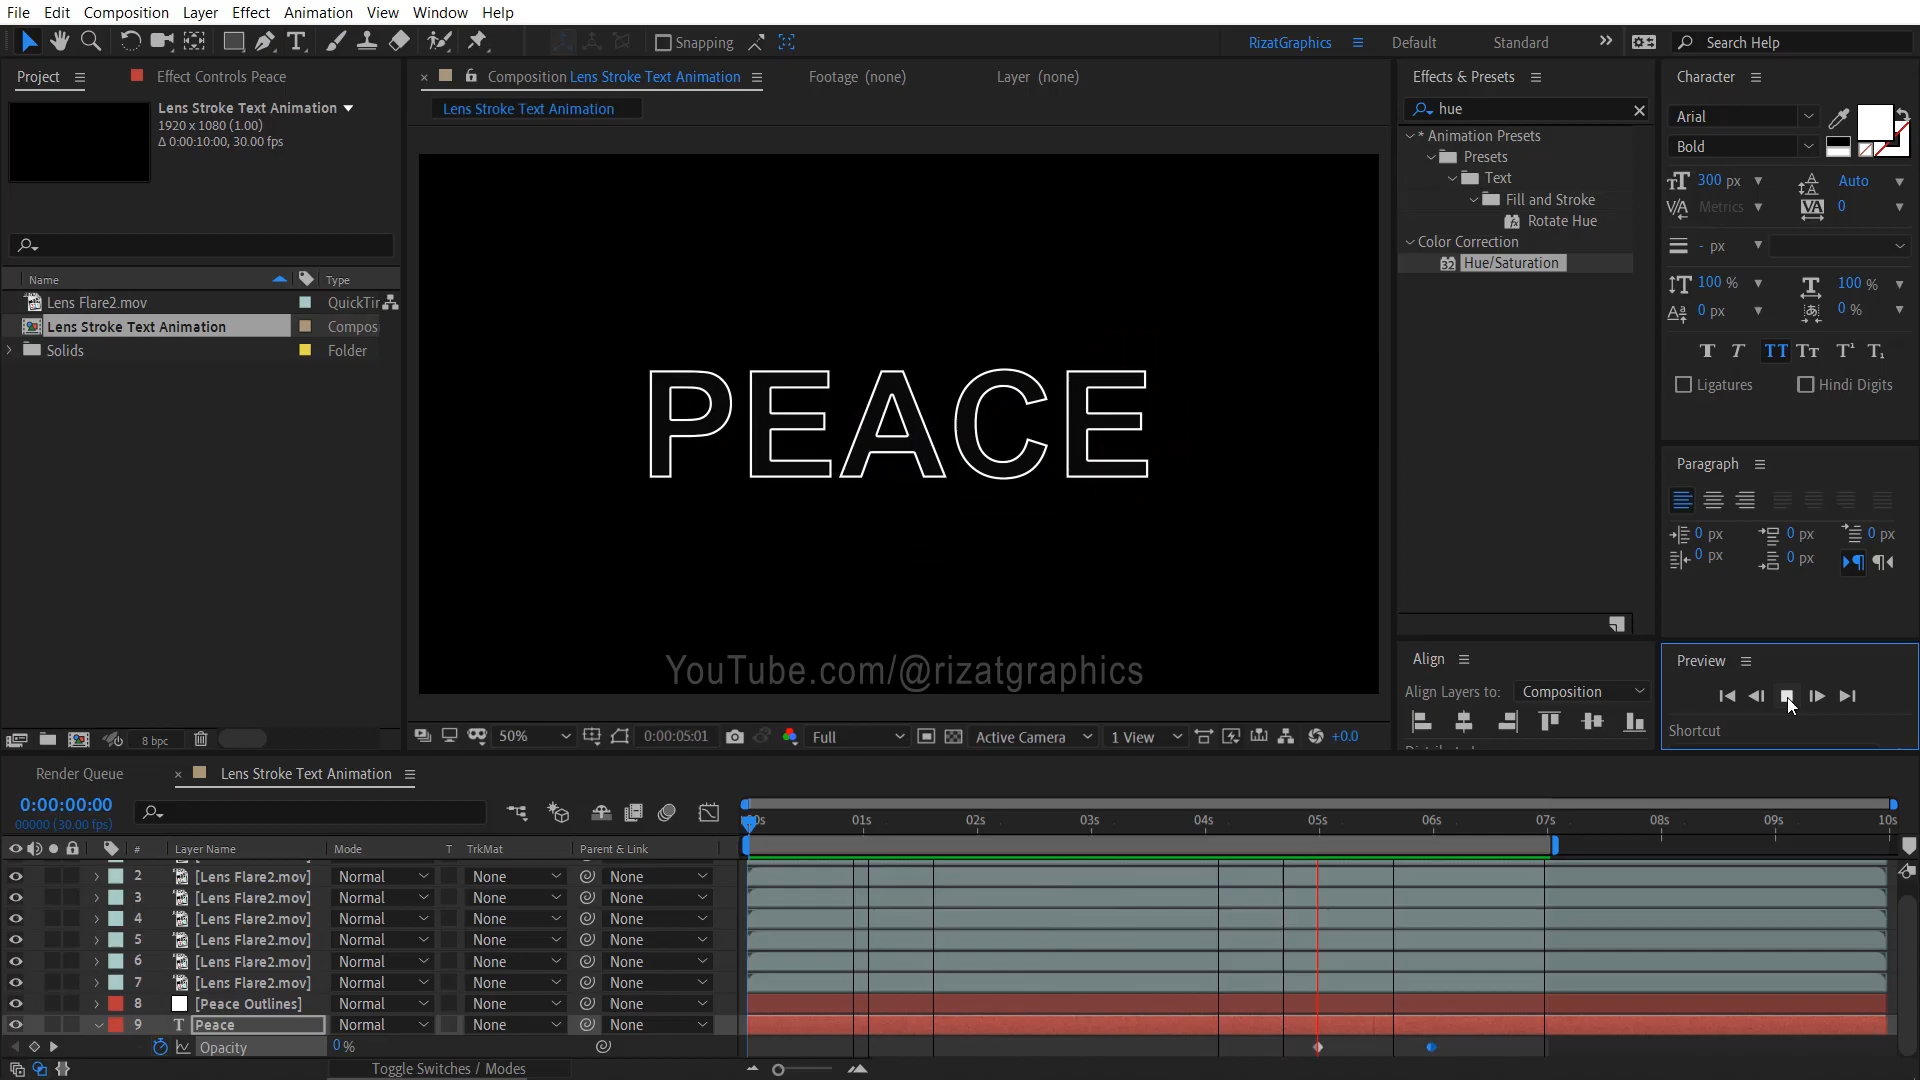 File Edit Composition Layer Effect Animation View Window Help
Snapping
RizatGraphics Default Standard Search Help
Project Effect Controls Peace
Lens Stroke Text Animation
1920 x 1080 (1.00)
Δ 0:00:10:00, 30.00 fps
Name Type
Lens Flare2.mov QuickTir
Lens Stroke Text Animation Compos
Solids Folder
8 bpc
Composition Lens Stroke Text Animation Footage (none) Layer (none)
Lens Stroke Text Animation
PEACE
YouTube.com/@rizatgraphics
50% 0:00:05:01 Full Active Camera 1 View +0.0
Effects & Presets
hue
* Animation Presets
Presets
Text
Fill and Stroke
Rotate Hue
Color Correction
32 Hue/Saturation
Align
Align Layers to: Composition
Character
Arial
Bold
300 px Auto
Metrics 0
- px
100 % 100 %
0 px 0 %
Ligatures Hindi Digits
Paragraph
0 px 0 px 0 px
0 px 0 px
Preview
Shortcut
Render Queue Lens Stroke Text Animation
0:00:00:00
00000 (30.00 fps)
01s 02s 03s 04s 05s 06s 07s 08s 09s 10s
# Layer Name Mode T TrkMat Parent & Link
2 [Lens Flare2.mov] Normal None None
3 [Lens Flare2.mov] Normal None None
4 [Lens Flare2.mov] Normal None None
5 [Lens Flare2.mov] Normal None None
6 [Lens Flare2.mov] Normal None None
7 [Lens Flare2.mov] Normal None None
8 [Peace Outlines] Normal None None
9 T Peace Normal None None
Opacity 0 %
Toggle Switches / Modes